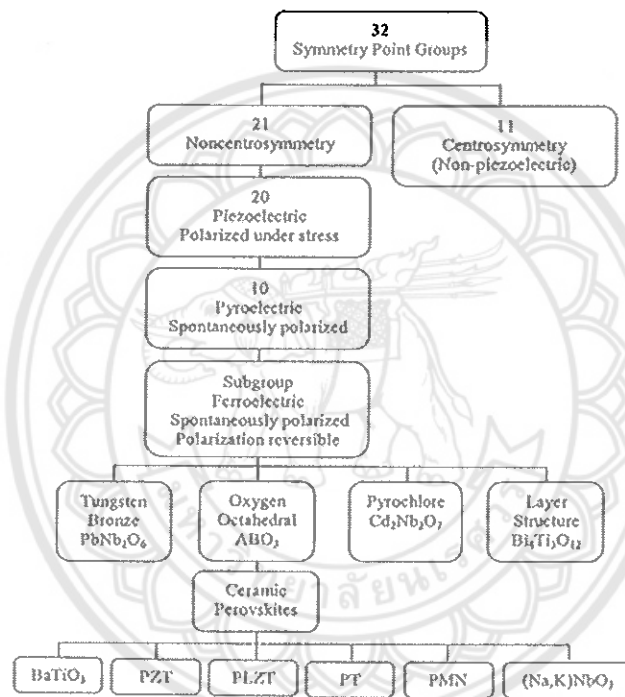 32
Symmetry Point Groups
21
Noncentrosymmetry
11
Centrosymmetry
(Non-piezoelectric)
20
Piezoelectric
Polarized under stress
10
Pyroelectric
Spontaneously polarized
Subgroup
Ferroelectric
Spontaneously polarized
Polarization reversible
Tungsten
Bronze
PbNb₂O₆
Oxygen
Octahedral
ABO₃
Pyrochlore
Cd₂Nb₂O₇
Layer
Structure
Bi₄Ti₃O₁₂
Ceramic
Perovskites
BaTiO₃
PZT
PLZT
PT
PMN
(Na,K)NbO₃